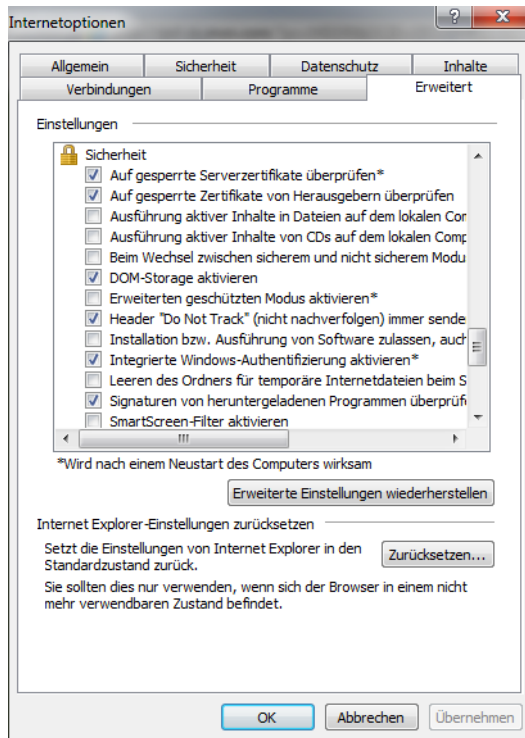 Internetoptionen
Allgemein Sicherheit Datenschutz Inhalte
Verbindungen Programme Erweitert
Einstellungen
Sicherheit
Auf gesperrte Serverzertifikate überprüfen*
Auf gesperrte Zertifikate von Herausgebern überprüfen
Ausführung aktiver Inhalte in Dateien auf dem lokalen Con
Ausführung aktiver Inhalte von CDs auf dem lokalen Comp
Beim Wechsel zwischen sicherem und nicht sicherem Modu
DOM-Storage aktivieren
Erweiterten geschützten Modus aktivieren*
Header "Do Not Track" (nicht nachverfolgen) immer sende
Installation bzw. Ausführung von Software zulassen, auch
Integrierte Windows-Authentifizierung aktivieren*
Leeren des Ordners für temporäre Internetdateien beim S
Signaturen von heruntergeladenen Programmen überprüf
SmartScreen-Filter aktivieren
*Wird nach einem Neustart des Computers wirksam
Erweiterte Einstellungen wiederherstellen
Internet Explorer-Einstellungen zurücksetzen
Setzt die Einstellungen von Internet Explorer in den
Standardzustand zurück.
Zurücksetzen...
Sie sollten dies nur verwenden, wenn sich der Browser in einem nicht
mehr verwendbaren Zustand befindet.
OK Abbrechen Übernehmen